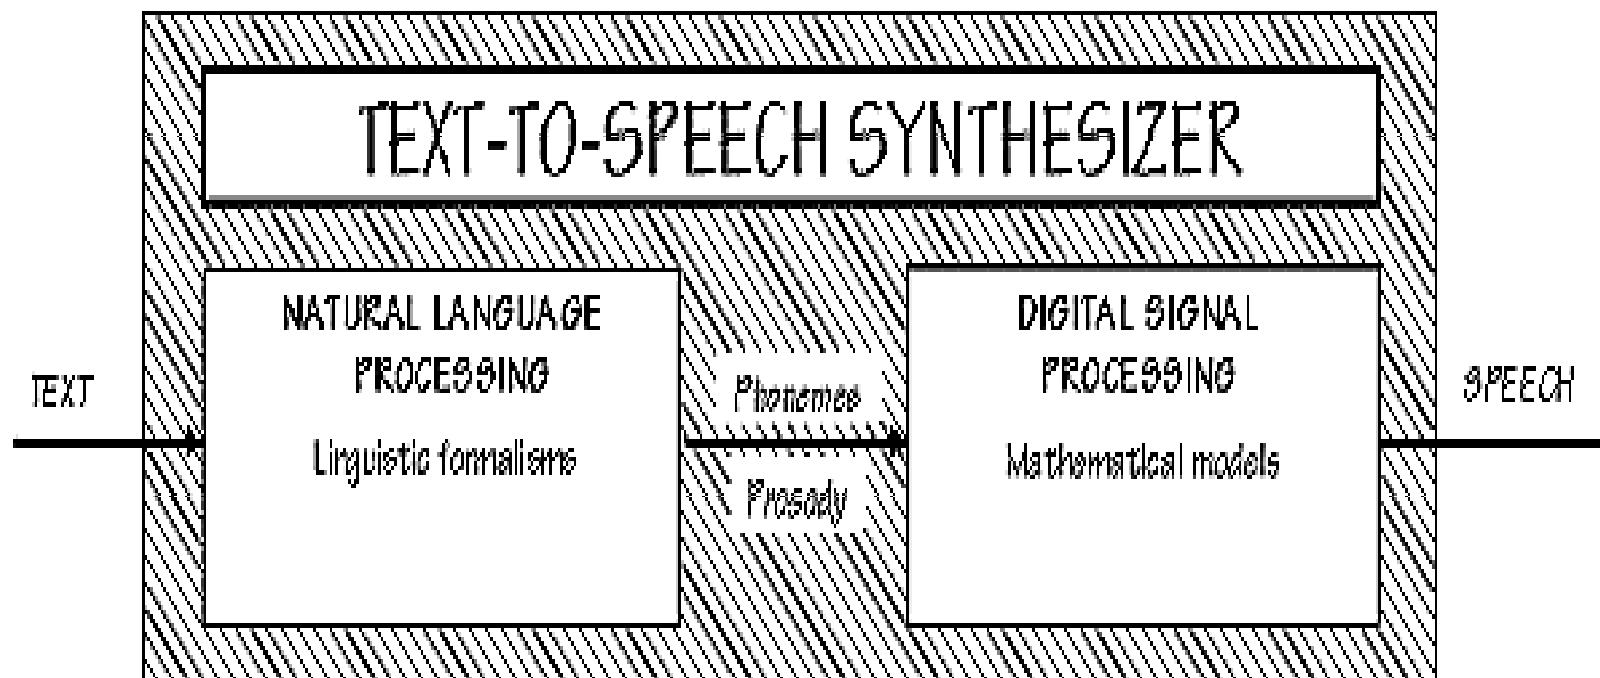 TEXT-TO-SPEECH SYNTHESIZER
TEXT
NATURAL LANGUAGE
PROCESSING
Linguistic formalisms
Phonemes
Prosody
DIGITAL SIGNAL
PROCESSING
Mathematical models
SPEECH